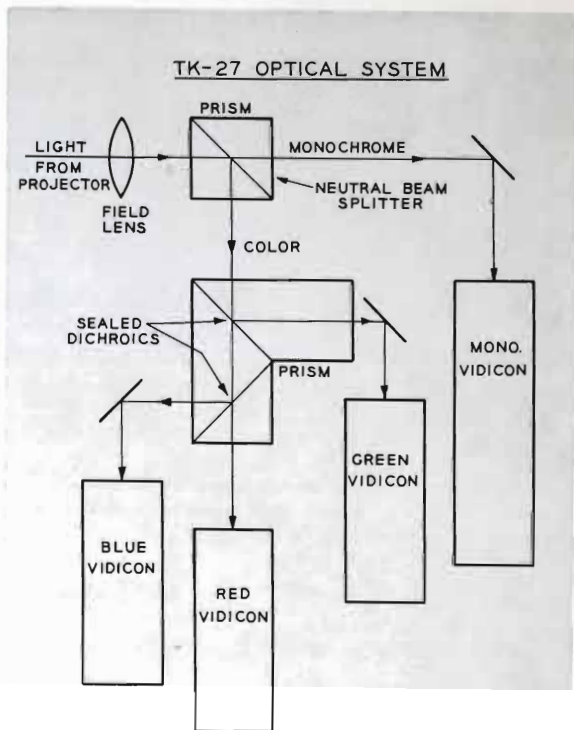 TK-27 OPTICAL SYSTEM
PRISM
LIGHT
FROM
PROJECTOR
MONOCHROME
NEUTRAL BEAM
SPLITTER
FIELD
LENS
COLOR
SEALED
DICHROICS
PRISM
MONO.
VIDICON
GREEN
VIDICON
BLUE
VIDICON
RED
VIDICON